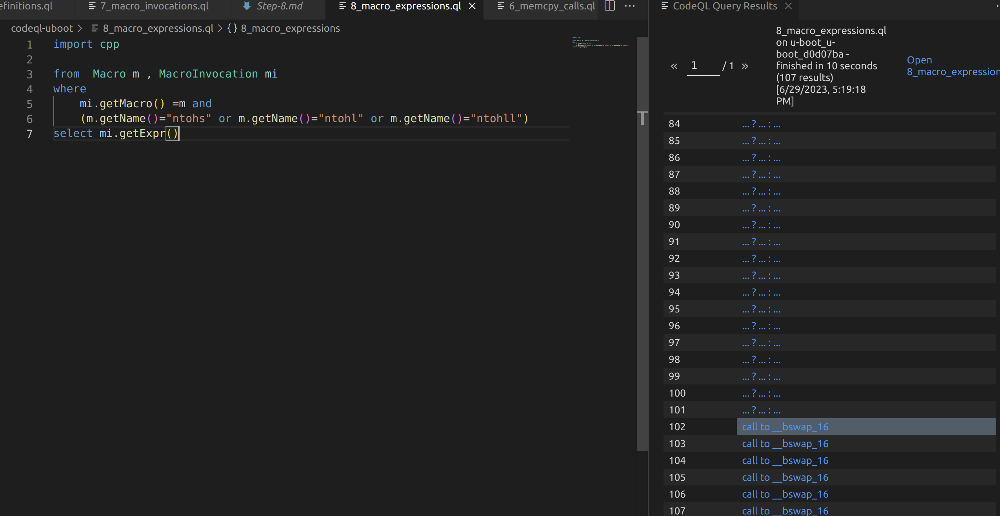 efinitions.ql 7_macro_invocations.ql Step-8.md 8_macro_expressions.ql 6_memcpy_calls.ql CodeQL Query Results
codeql-uboot > 8_macro_expressions.ql > {} 8_macro_expressions
1 import cpp
2
3 from  Macro m , MacroInvocation mi
4 where
5     mi.getMacro() =m and
6     (m.getName()="ntohs" or m.getName()="ntohl" or m.getName()="ntohll")
7 select mi.getExpr()
« 1 / 1 »
8_macro_expressions.ql
on u-boot_u-
boot_d0d07ba -
finished in 10 seconds
(107 results)
[6/29/2023, 5:19:18
PM]
Open
8_macro_expression
84 ... ? ... : ...
85 ... ? ... : ...
86 ... ? ... : ...
87 ... ? ... : ...
88 ... ? ... : ...
89 ... ? ... : ...
90 ... ? ... : ...
91 ... ? ... : ...
92 ... ? ... : ...
93 ... ? ... : ...
94 ... ? ... : ...
95 ... ? ... : ...
96 ... ? ... : ...
97 ... ? ... : ...
98 ... ? ... : ...
99 ... ? ... : ...
100 ... ? ... : ...
101 ... ? ... : ...
102 call to __bswap_16
103 call to __bswap_16
104 call to __bswap_16
105 call to __bswap_16
106 call to __bswap_16
107 call to __bswap_16